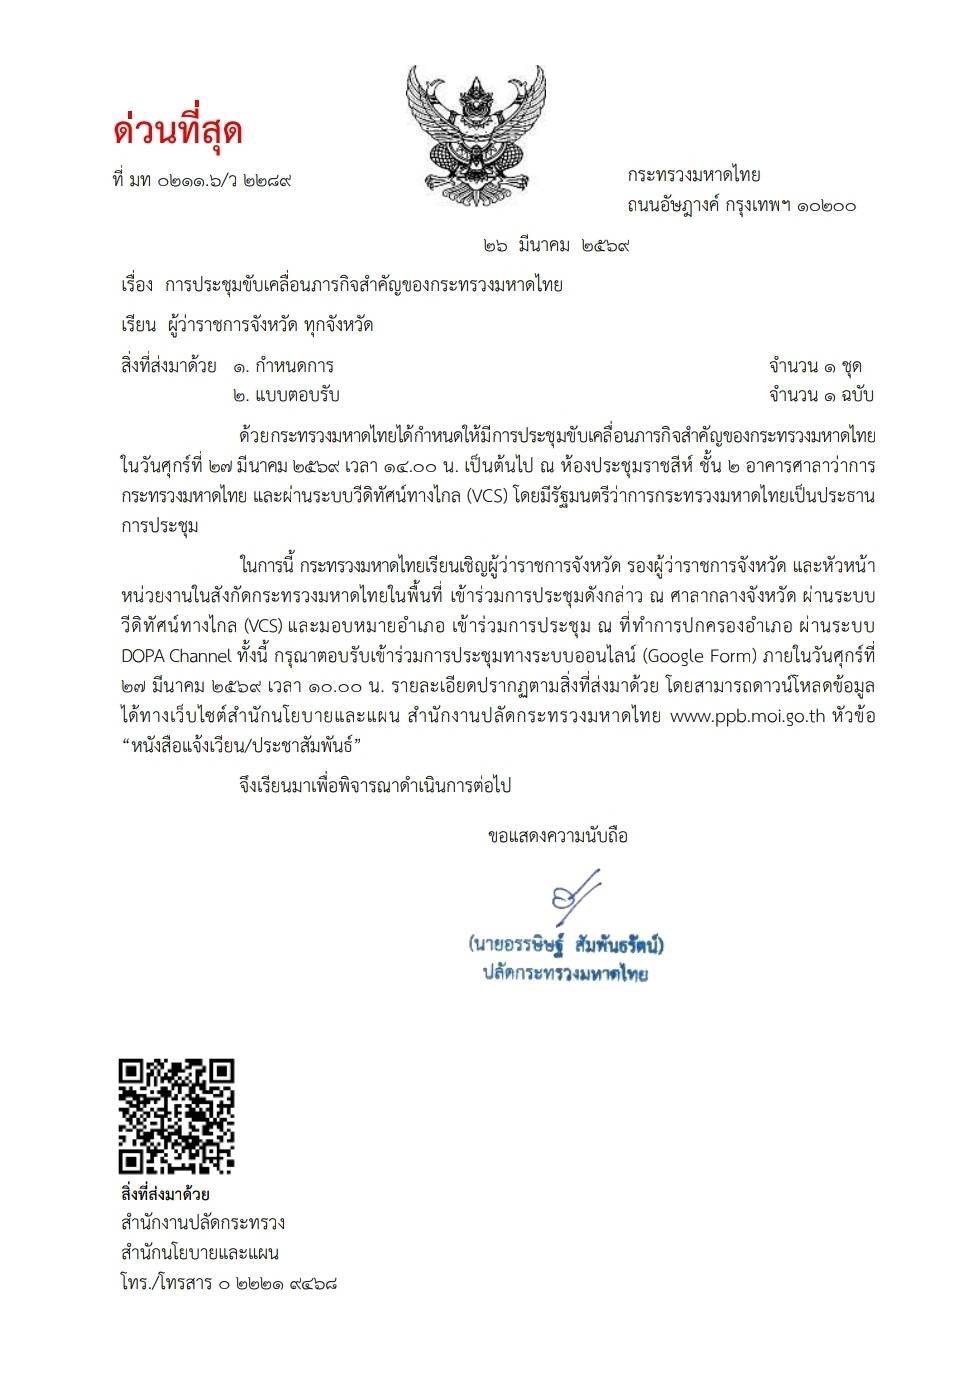 ด่วนที่สุด
ที่ มท ๐๒๑๑.๖/ว ๒๒๘๙
กระทรวงมหาดไทย
ถนนอัษฎางค์ กรุงเทพฯ ๑๐๒๐๐
๒๖ มีนาคม ๒๕๖๙
เรื่อง การประชุมขับเคลื่อนภารกิจสำคัญของกระทรวงมหาดไทย
เรียน ผู้ว่าราชการจังหวัด ทุกจังหวัด
สิ่งที่ส่งมาด้วย ๑. กำหนดการ จำนวน ๑ ชุด
๒. แบบตอบรับ จำนวน ๑ ฉบับ
ด้วยกระทรวงมหาดไทยได้กำหนดให้มีการประชุมขับเคลื่อนภารกิจสำคัญของกระทรวงมหาดไทย
ในวันศุกร์ที่ ๒๗ มีนาคม ๒๕๖๙ เวลา ๑๔.๐๐ น. เป็นต้นไป ณ ห้องประชุมราชสีห์ ชั้น ๒ อาคารศาลาว่าการ
กระทรวงมหาดไทย และผ่านระบบวีดิทัศน์ทางไกล (VCS) โดยมีรัฐมนตรีว่าการกระทรวงมหาดไทยเป็นประธาน
การประชุม
ในการนี้ กระทรวงมหาดไทยเรียนเชิญผู้ว่าราชการจังหวัด รองผู้ว่าราชการจังหวัด และหัวหน้า
หน่วยงานในสังกัดกระทรวงมหาดไทยในพื้นที่ เข้าร่วมการประชุมดังกล่าว ณ ศาลากลางจังหวัด ผ่านระบบ
วีดิทัศน์ทางไกล (VCS) และมอบหมายอำเภอ เข้าร่วมการประชุม ณ ที่ทำการปกครองอำเภอ ผ่านระบบ
DOPA Channel ทั้งนี้ กรุณาตอบรับเข้าร่วมการประชุมทางระบบออนไลน์ (Google Form) ภายในวันศุกร์ที่
๒๗ มีนาคม ๒๕๖๙ เวลา ๑๐.๐๐ น. รายละเอียดปรากฏตามสิ่งที่ส่งมาด้วย โดยสามารถดาวน์โหลดข้อมูล
ได้ทางเว็บไซต์สำนักนโยบายและแผน สำนักงานปลัดกระทรวงมหาดไทย www.ppb.moi.go.th หัวข้อ
“หนังสือแจ้งเวียน/ประชาสัมพันธ์”
จึงเรียนมาเพื่อพิจารณาดำเนินการต่อไป
ขอแสดงความนับถือ
(นายอรรษิษฐ์ สัมพันธรัตน์)
ปลัดกระทรวงมหาดไทย
สิ่งที่ส่งมาด้วย
สำนักงานปลัดกระทรวง
สำนักนโยบายและแผน
โทร./โทรสาร ๐ ๒๒๒๑ ๙๔๖๘